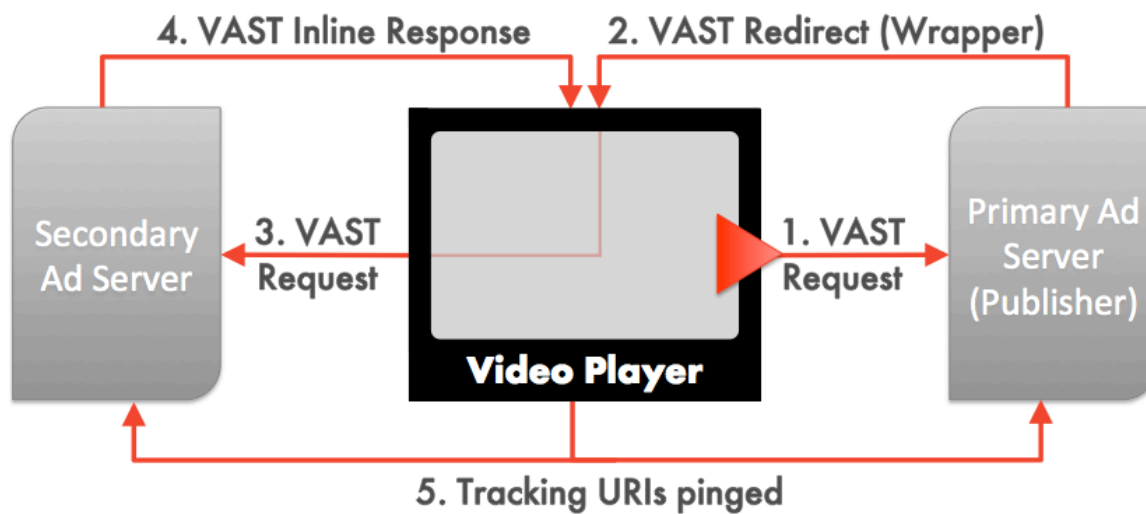 4. VAST Inline Response
2. VAST Redirect (Wrapper)
Secondary
Ad Server
3. VAST
Request
1. VAST
Request
Primary Ad
Server
(Publisher)
Video Player
5. Tracking URIs pinged